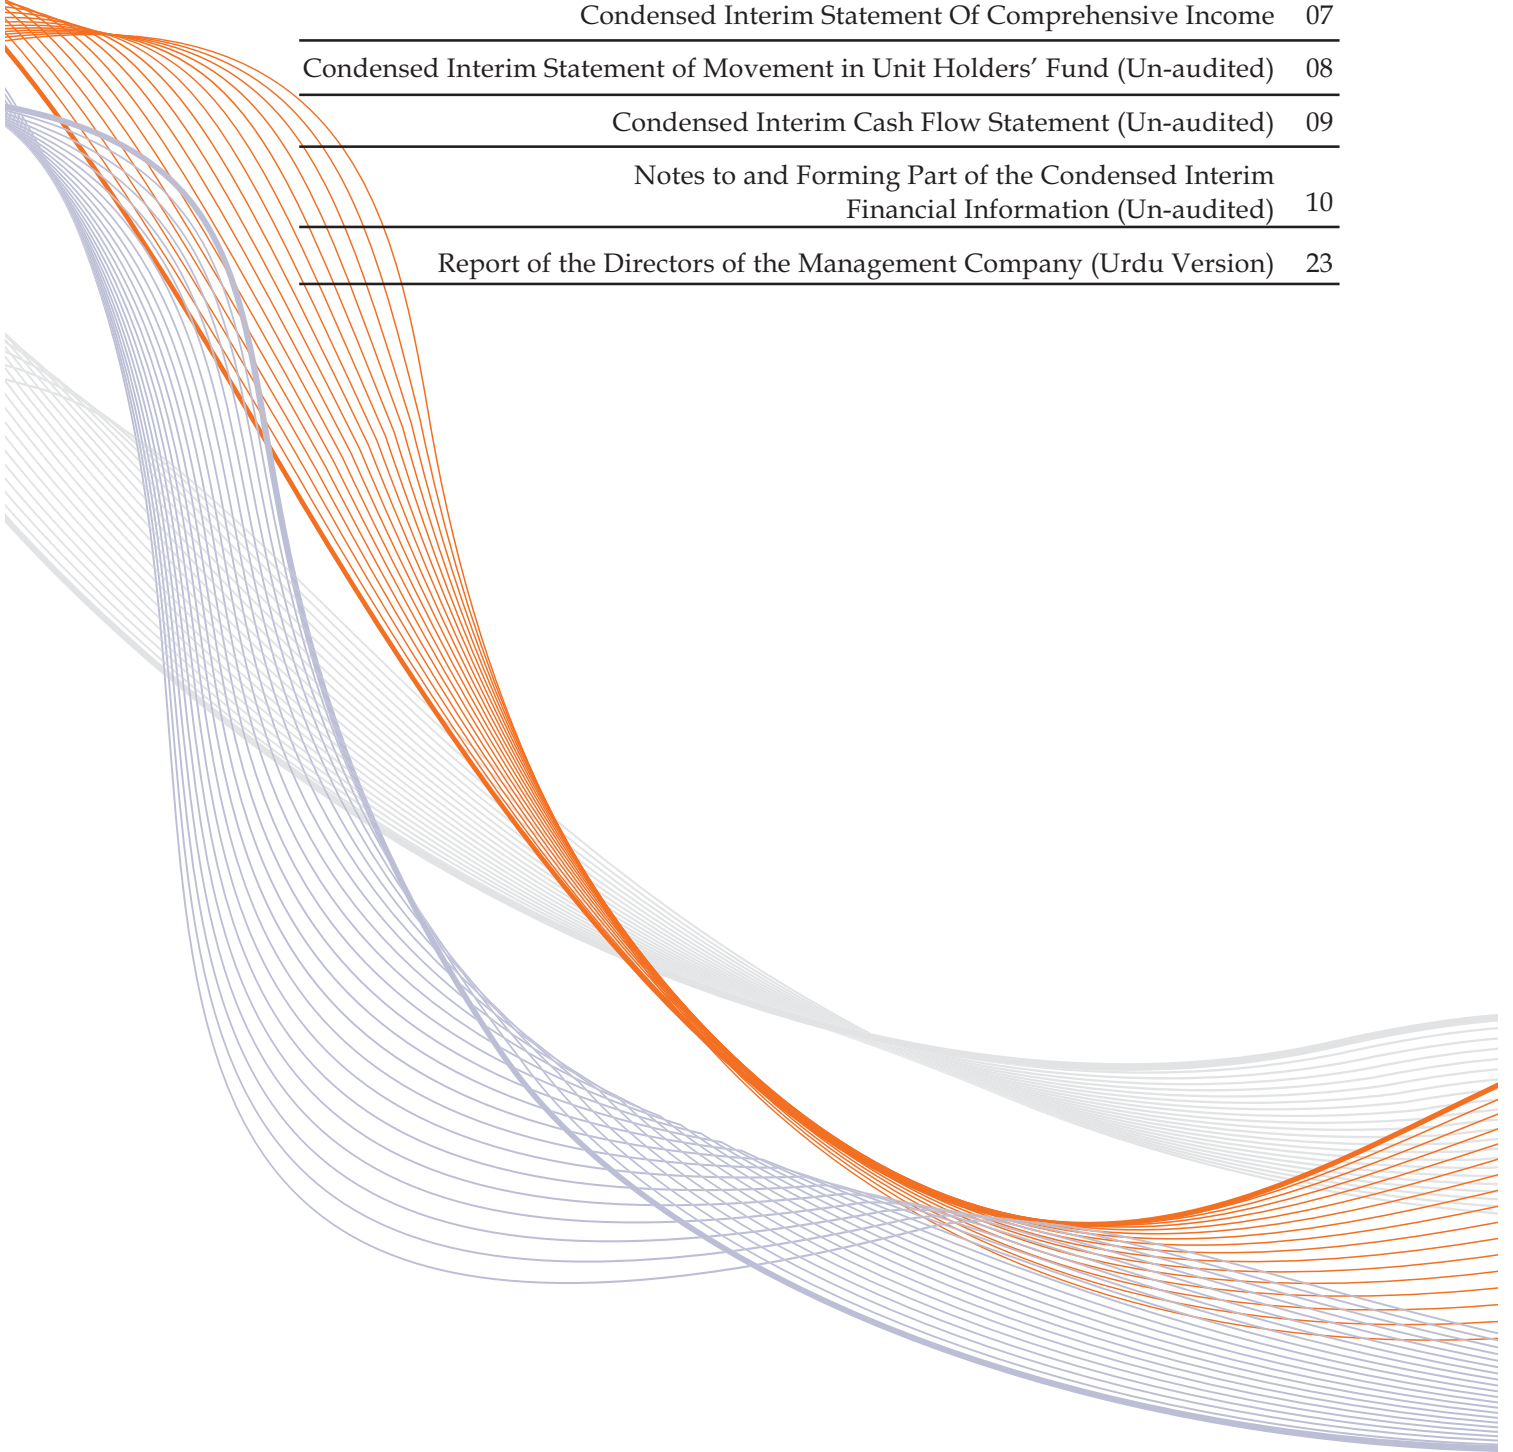 Condensed Interim Statement Of Comprehensive Income 07
Condensed Interim Statement of Movement in Unit Holders’ Fund (Un-audited) 08
Condensed Interim Cash Flow Statement (Un-audited) 09
Notes to and Forming Part of the Condensed Interim
Financial Information (Un-audited) 10
Report of the Directors of the Management Company (Urdu Version) 23